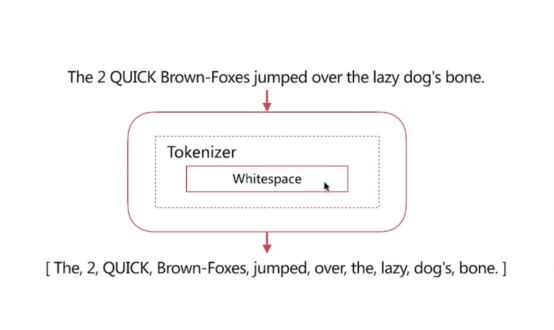 The 2 QUICK Brown-Foxes jumped over the lazy dog's bone.
Tokenizer
Whitespace
[ The, 2, QUICK, Brown-Foxes, jumped, over, the, lazy, dog's, bone. ]